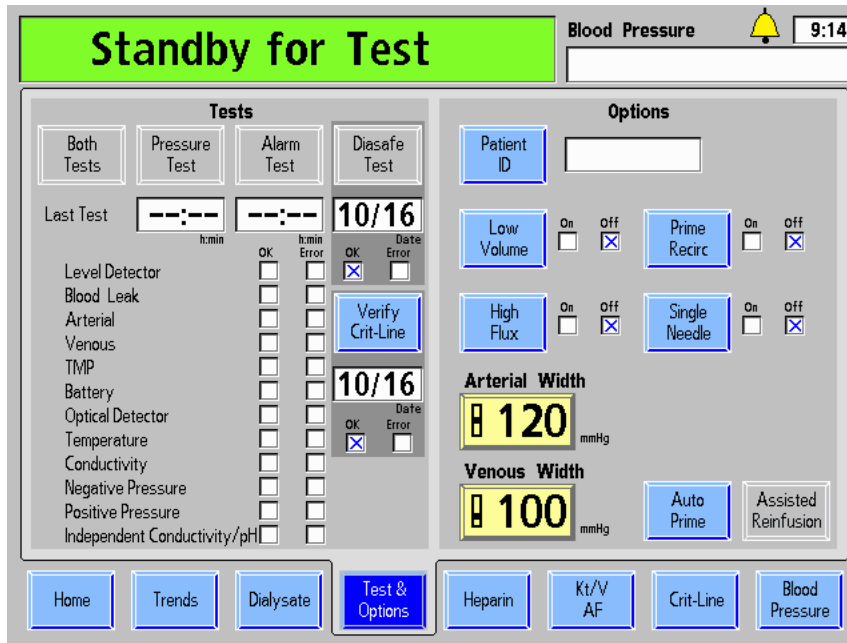 Standby for Test
Blood Pressure
9:14
Tests
Both
Tests
Pressure
Test
Alarm
Test
Diasafe
Test
Last Test
--:--
--:--
10/16
h:min
h:min
Date
OK
Error
OK
Error
Level Detector
Blood Leak
Arterial
Venous
TMP
Battery
Optical Detector
Temperature
Conductivity
Negative Pressure
Positive Pressure
Independent Conductivity/pH
Verify
Crit-Line
10/16
Date
OK
Error
Options
Patient
ID
Low
Volume
On
Off
Prime
Recirc
On
Off
High
Flux
On
Off
Single
Needle
On
Off
Arterial Width
120
mmHg
Venous Width
100
mmHg
Auto
Prime
Assisted
Reinfusion
Home
Trends
Dialysate
Test &
Options
Heparin
Kt/V
AF
Crit-Line
Blood
Pressure